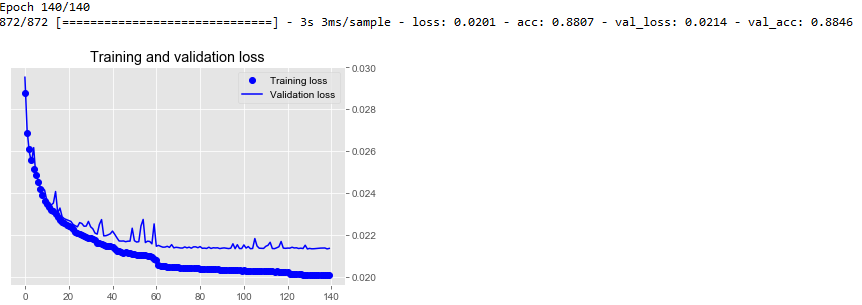 Epoch 140/140
872/872 [==============================] - 3s 3ms/sample - loss: 0.0201 - acc: 0.8807 - val_loss: 0.0214 - val_acc: 0.8846
Training and validation loss
Training loss
Validation loss
0.030
0.028
0.026
0.024
0.022
0.020
0 20 40 60 80 100 120 140